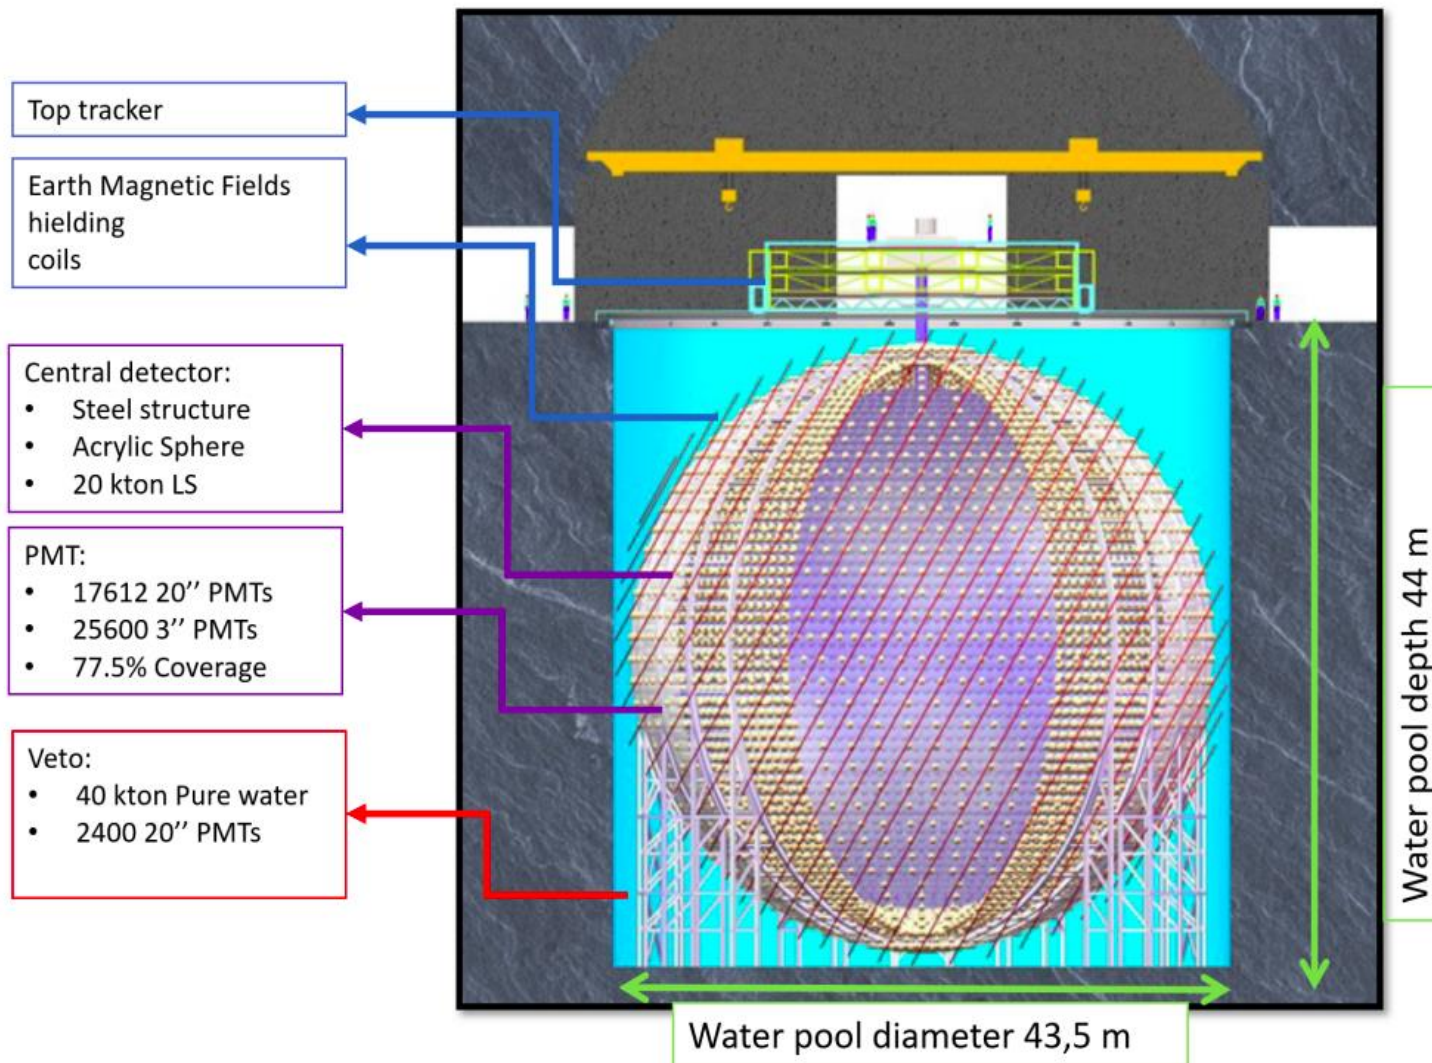 Top tracker
Earth Magnetic Fields
hielding
coils
Central detector:
• Steel structure
• Acrylic Sphere
• 20 kton LS
PMT:
• 17612 20’’ PMTs
• 25600 3’’ PMTs
• 77.5% Coverage
Veto:
• 40 kton Pure water
• 2400 20’’ PMTs
Water pool depth 44 m
Water pool diameter 43,5 m